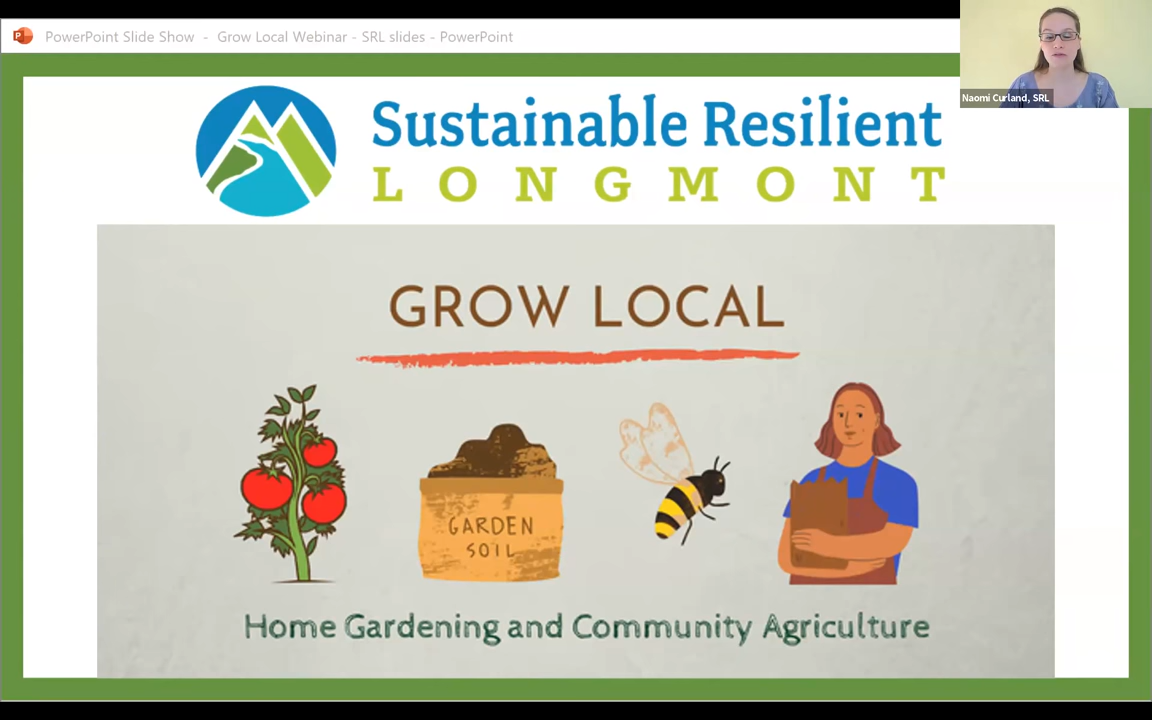 PowerPoint Slide Show - Grow Local Webinar - SRL slides - PowerPoint
Naomi Curland, SRL
Sustainable Resilient
LONGMONT
GROW LOCAL
GARDEN
SOIL
Home Gardening and Community Agriculture